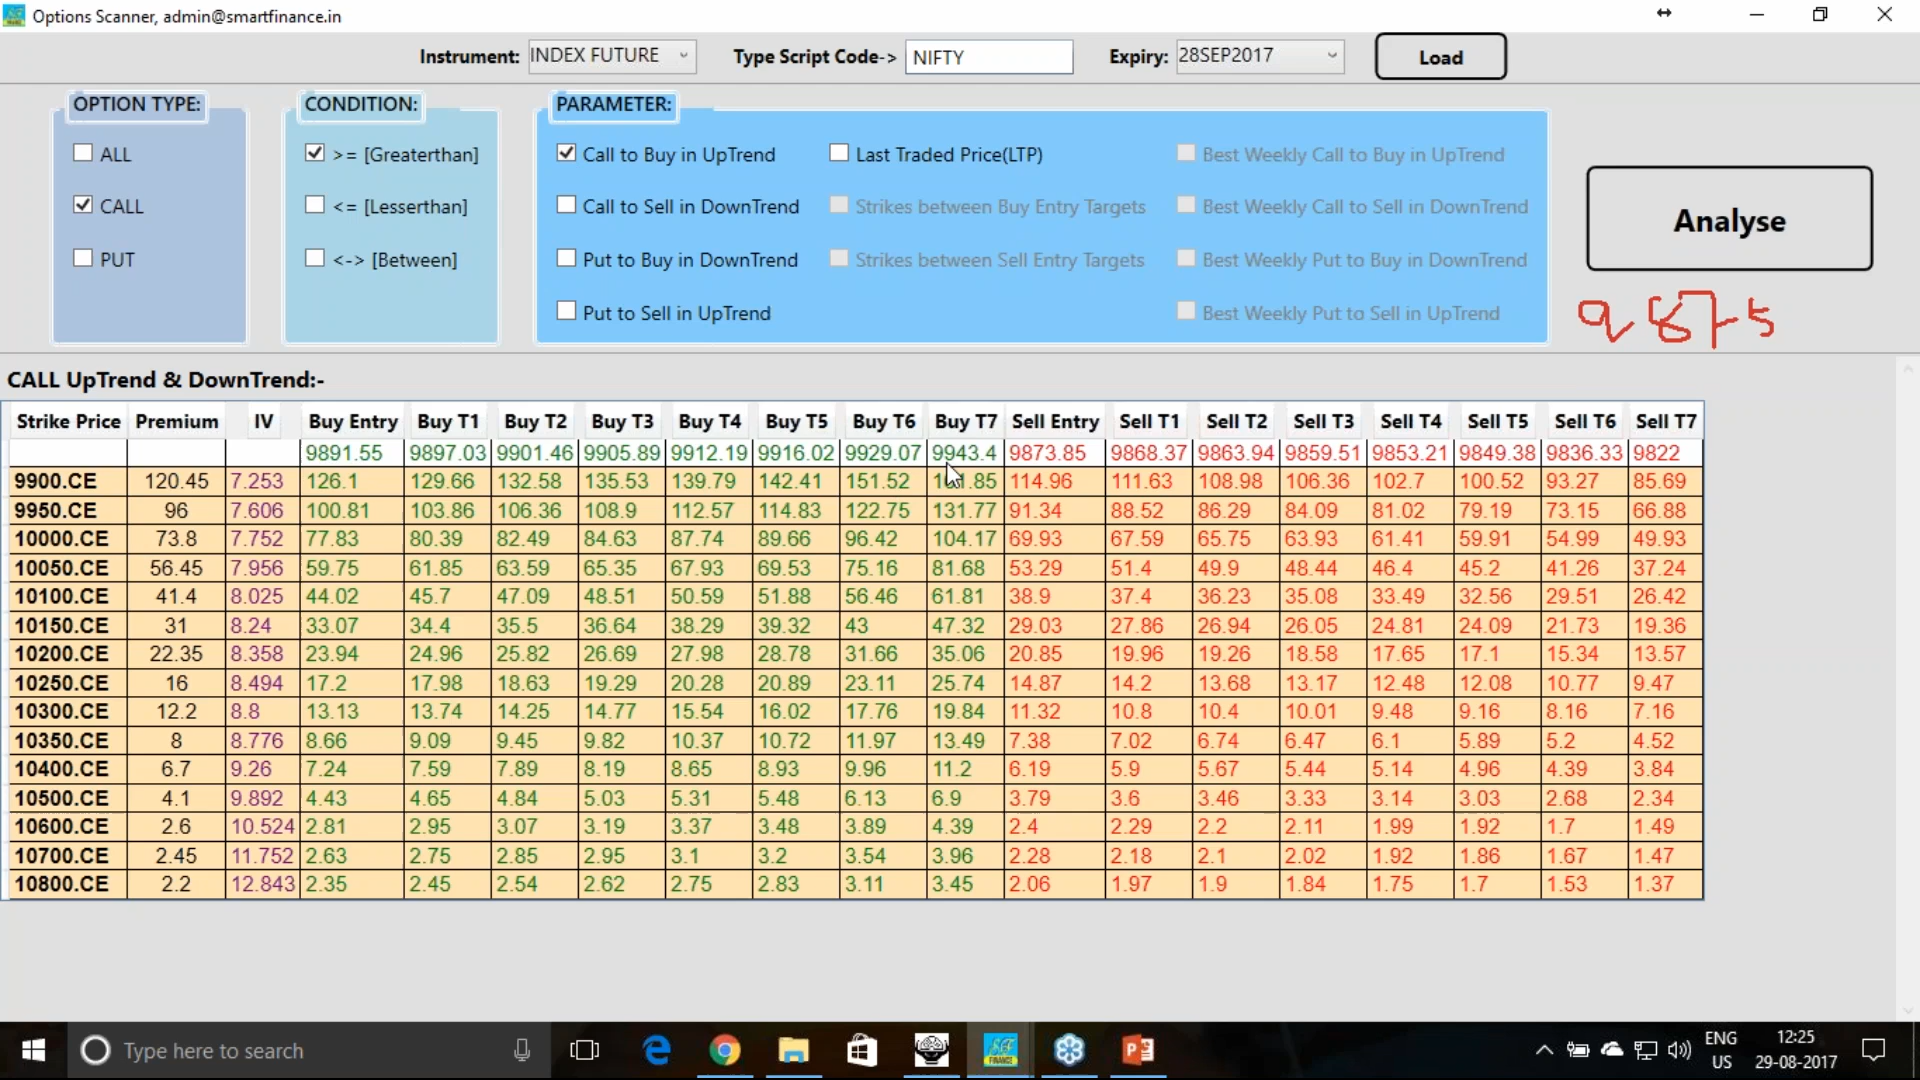 Options Scanner, admin@smartfinance.in
Instrument: INDEX FUTURE Type Script Code-> NIFTY Expiry: 28SEP2017 Load
OPTION TYPE: CONDITION: PARAMETER:
ALL >= [Greaterthan] Call to Buy in UpTrend Last Traded Price(LTP) Best Weekly Call to Buy in UpTrend
CALL <= [Lesserthan] Call to Sell in DownTrend Strikes between Buy Entry Targets Best Weekly Call to Sell in DownTrend
Analyse
PUT <-> [Between] Put to Buy in DownTrend Strikes between Sell Entry Targets Best Weekly Put to Buy in DownTrend
Put to Sell in UpTrend Best Weekly Put to Sell in UpTrend
9875
CALL UpTrend & DownTrend:-
Strike Price Premium IV Buy Entry Buy T1 Buy T2 Buy T3 Buy T4 Buy T5 Buy T6 Buy T7 Sell Entry Sell T1 Sell T2 Sell T3 Sell T4 Sell T5 Sell T6 Sell T7
9891.55 9897.03 9901.46 9905.89 9912.19 9916.02 9929.07 9943.4 9873.85 9868.37 9863.94 9859.51 9853.21 9849.38 9836.33 9822
9900.CE 120.45 7.253 126.1 129.66 132.58 135.53 139.79 142.41 151.52 114.96 111.63 108.98 106.36 102.7 100.52 93.27 85.69
9950.CE 96 7.606 100.81 103.86 106.36 108.9 112.57 114.83 122.75 131.77 91.34 88.52 86.29 84.09 81.02 79.19 73.15 66.88
10000.CE 73.8 7.752 77.83 80.39 82.49 84.63 87.74 89.66 96.42 104.17 69.93 67.59 65.75 63.93 61.41 59.91 54.99 49.93
10050.CE 56.45 7.956 59.75 61.85 63.59 65.35 67.93 69.53 75.16 81.68 53.29 51.4 49.9 48.44 46.4 45.2 41.26 37.24
10100.CE 41.4 8.025 44.02 45.7 47.09 48.51 50.59 51.88 56.46 61.81 38.9 37.4 36.23 35.08 33.49 32.56 29.51 26.42
10150.CE 31 8.24 33.07 34.4 35.5 36.64 38.29 39.32 43 47.32 29.03 27.86 26.94 26.05 24.81 24.09 21.73 19.36
10200.CE 22.35 8.358 23.94 24.96 25.82 26.69 27.98 28.78 31.66 35.06 20.85 19.96 19.26 18.58 17.65 17.1 15.34 13.57
10250.CE 16 8.494 17.2 17.98 18.63 19.29 20.28 20.89 23.11 25.74 14.87 14.2 13.68 13.17 12.48 12.08 10.77 9.47
10300.CE 12.2 8.8 13.13 13.74 14.25 14.77 15.54 16.02 17.76 19.84 11.32 10.8 10.4 10.01 9.48 9.16 8.16 7.16
10350.CE 8 8.776 8.66 9.09 9.45 9.82 10.37 10.72 11.97 13.49 7.38 7.02 6.74 6.47 6.1 5.89 5.2 4.52
10400.CE 6.7 9.26 7.24 7.59 7.89 8.19 8.65 8.93 9.96 11.2 6.19 5.9 5.67 5.44 5.14 4.96 4.39 3.84
10500.CE 4.1 9.892 4.43 4.65 4.84 5.03 5.31 5.48 6.13 6.9 3.79 3.6 3.46 3.33 3.14 3.03 2.68 2.34
10600.CE 2.6 10.524 2.81 2.95 3.07 3.19 3.37 3.48 3.89 4.39 2.4 2.29 2.2 2.11 1.99 1.92 1.7 1.49
10700.CE 2.45 11.752 2.63 2.75 2.85 2.95 3.1 3.2 3.54 3.96 2.28 2.18 2.1 2.02 1.92 1.86 1.67 1.47
10800.CE 2.2 12.843 2.35 2.45 2.54 2.62 2.75 2.83 3.11 3.45 2.06 1.97 1.9 1.84 1.75 1.7 1.53 1.37
Type here to search ENG 12:25
US 29-08-2017